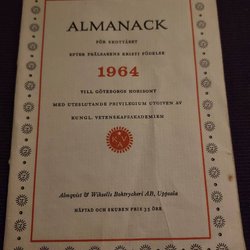 ALMANACK
FÖR SKOTTÅRET
EFTER FRÄLSARENS KRISTI FÖDELSE
1964
TILL GÖTEBORGS HORISONT
MED UTESLUTANDE PRIVILEGIUM UTGIVEN AV
KUNGL. VETENSKAPSAKADEMIEN
Almqvist & Wiksells Boktryckeri AB, Uppsala
HÄFTAD OCH SKUREN PRIS 35 ÖRE